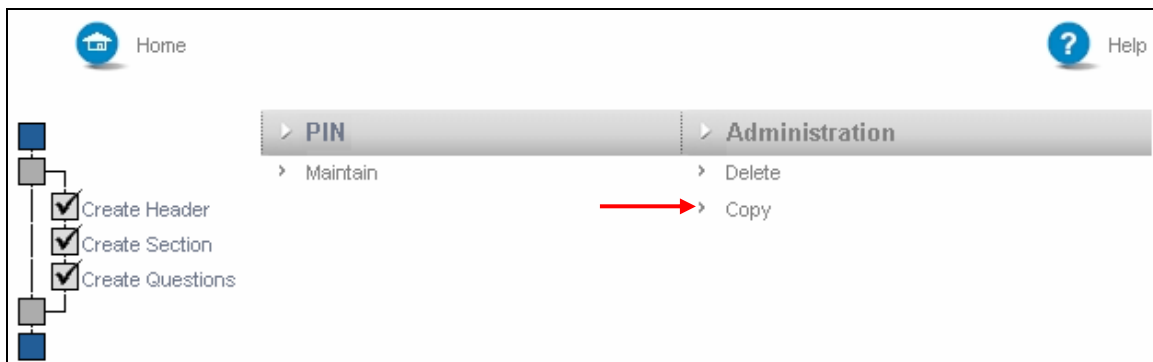 Home
Help
PIN
Administration
Maintain
Delete
Copy
Create Header
Create Section
Create Questions